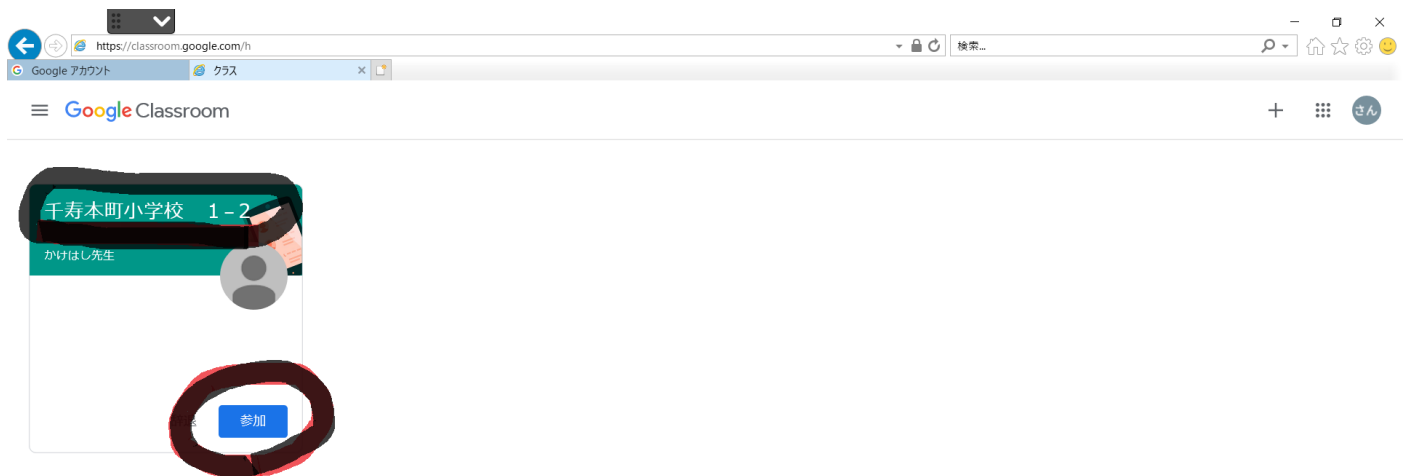 https://classroom.google.com/h
検索...
Google アカウント
クラス
Google Classroom
さん
千寿本町小学校　1－2
かけはし先生
参加